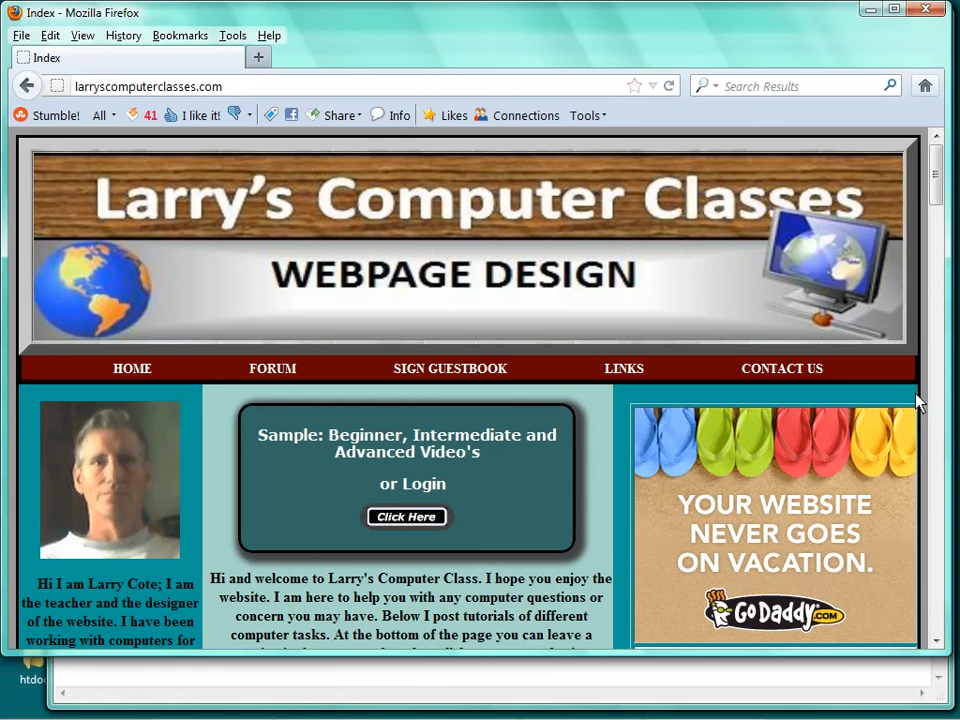 Index - Mozilla Firefox
File Edit View History Bookmarks Tools Help
Index
larryscomputerclasses.com
Search Results
Stumble! All 41 I like it! Share Info Likes Connections Tools
Larry's Computer Classes
WEBPAGE DESIGN
HOME FORUM SIGN GUESTBOOK LINKS CONTACT US
Sample: Beginner, Intermediate and
Advanced Video's
or Login
Click Here
Hi I am Larry Cote; I am
the teacher and the designer
of the website. I have been
working with computers for
Hi and welcome to Larry's Computer Class. I hope you enjoy the
website. I am here to help you with any computer questions or
concern you may have. Below I post tutorials of different
computer tasks. At the bottom of the page you can leave a
YOUR WEBSITE
NEVER GOES
ON VACATION.
GoDaddy.com